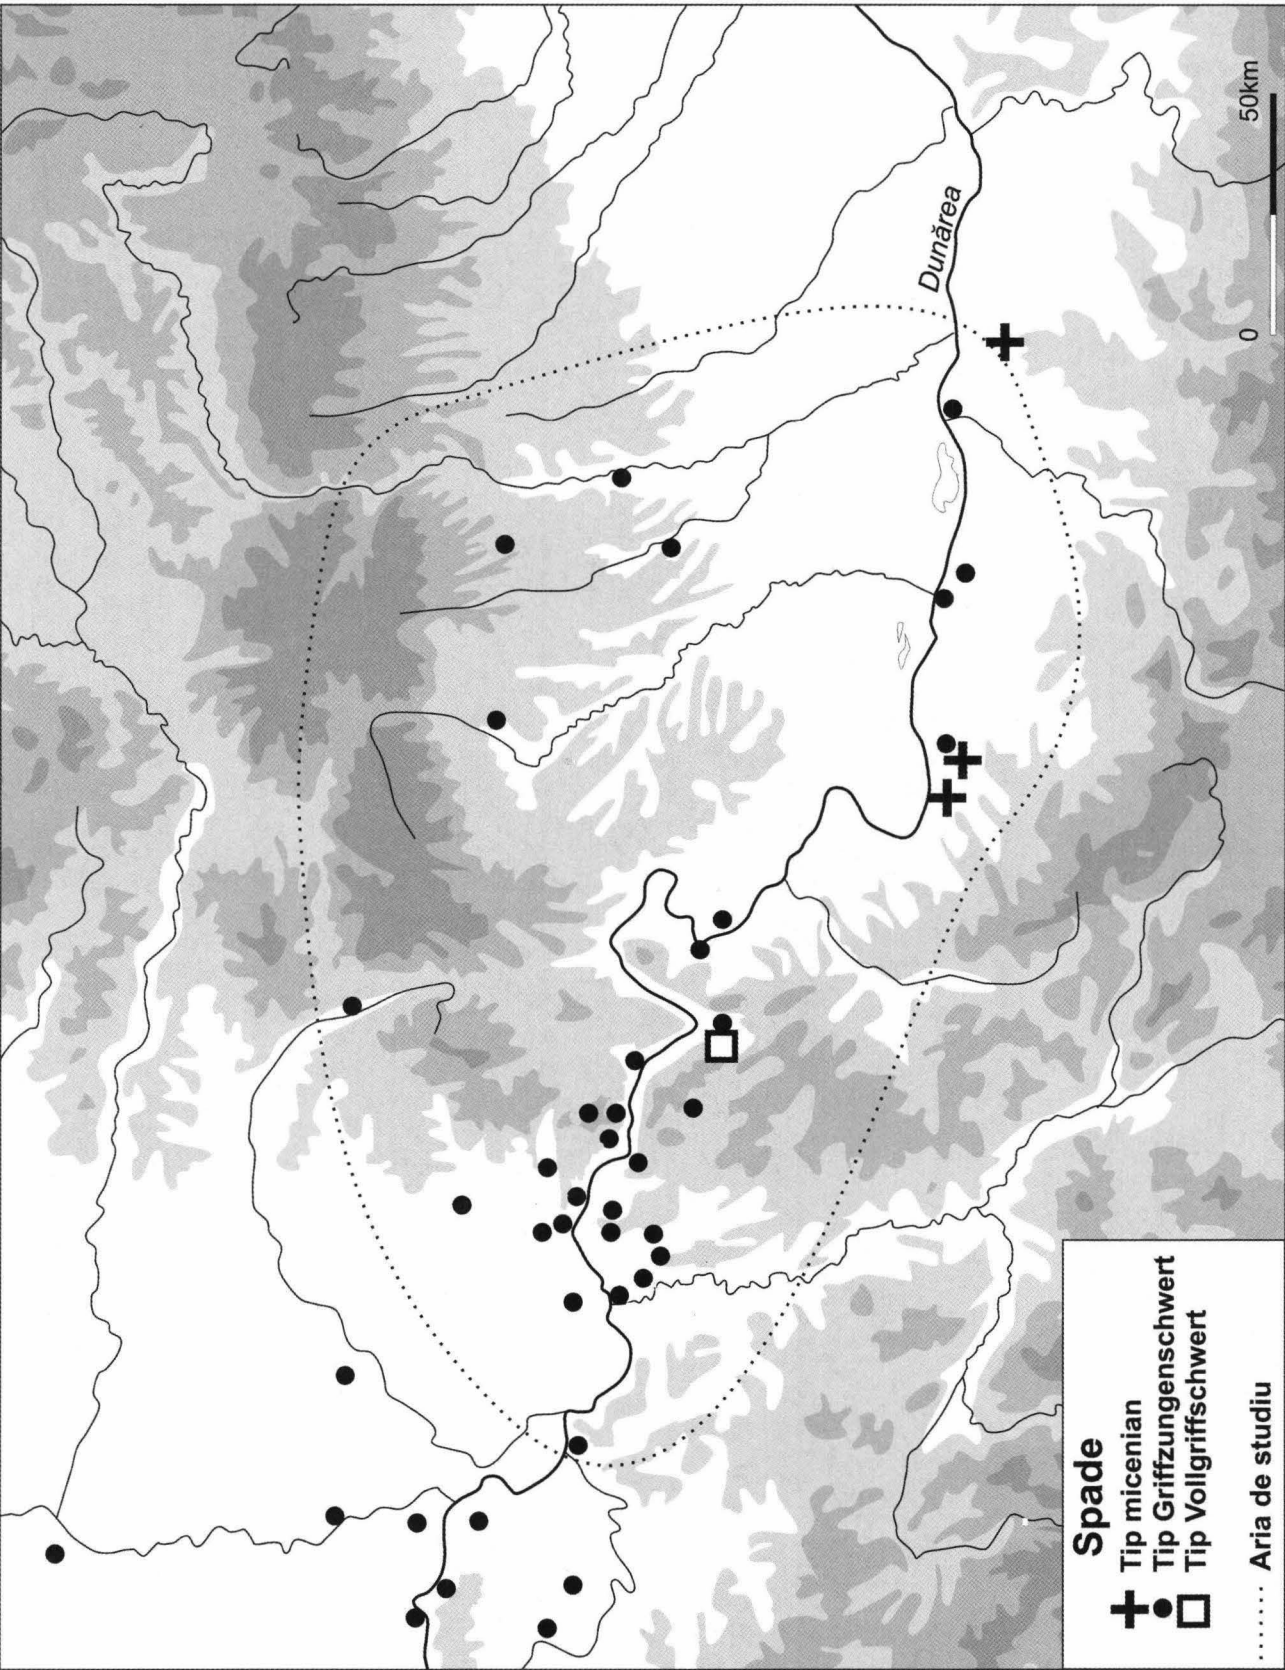 Dunărea
0 50km
Spade
Tip micenian
Tip Griffzungenschwert
Tip Vollgriffschwert
Aria de studiu